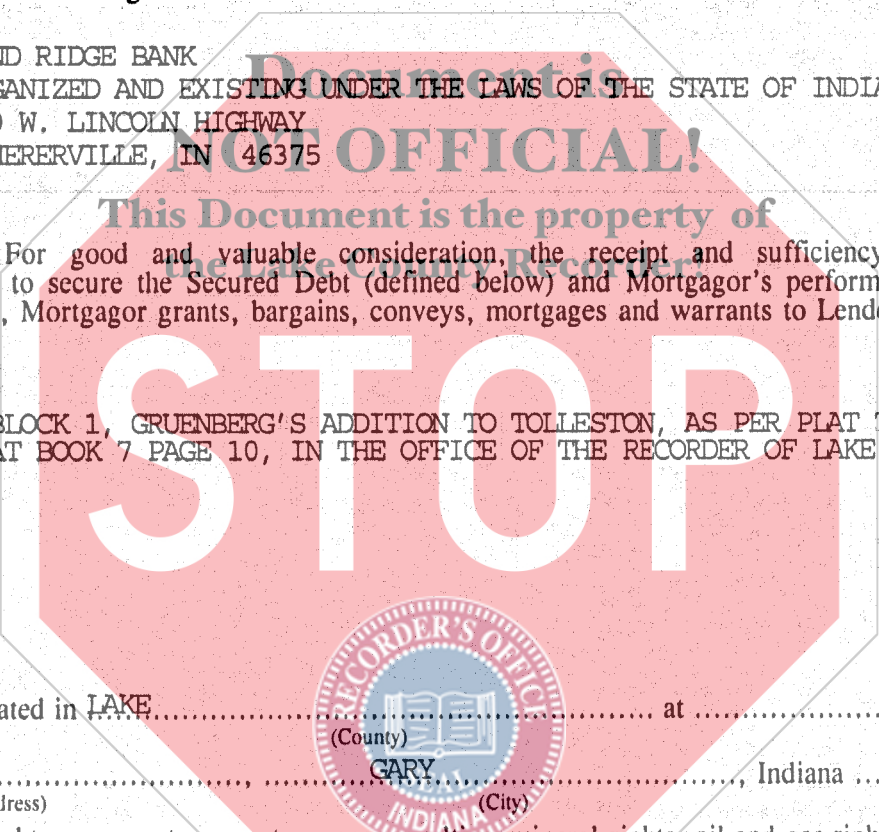 ND RIDGE BANK
GANIZED AND EXISTING UNDER THE LAWS OF THE STATE OF INDIA
W. LINCOLN HIGHWAY
HERERVILLE, IN 46375
Document is
NOT OFFICIAL!
This Document is the property of
the Lake County Recorder!
For good and valuable consideration, the receipt and sufficiency
to secure the Secured Debt (defined below) and Mortgagor's perform
, Mortgagor grants, bargains, conveys, mortgages and warrants to Lende
STOP
BLOCK 1, GRUENBERG'S ADDITION TO TOLLESTON, AS PER PLAT T
AT BOOK 7 PAGE 10, IN THE OFFICE OF THE RECORDER OF LAKE
RECORDER'S OFFICE
SEAL
INDIANA
ated in LAKE at
(County)
GARY, Indiana
dress) (City)